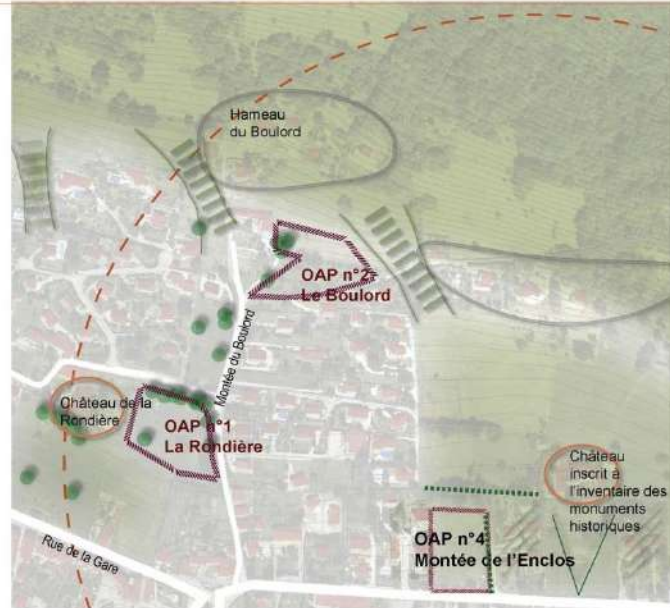 Hameau
du Boulord
OAP n°2
Le Boulord
Montée du Boulord
Château de la
Rondière
OAP n°1
La Rondière
Château
inscrit à
l'inventaire des
monuments
historiques
OAP n°4
Montée de l'Enclos
Rue de la Gare